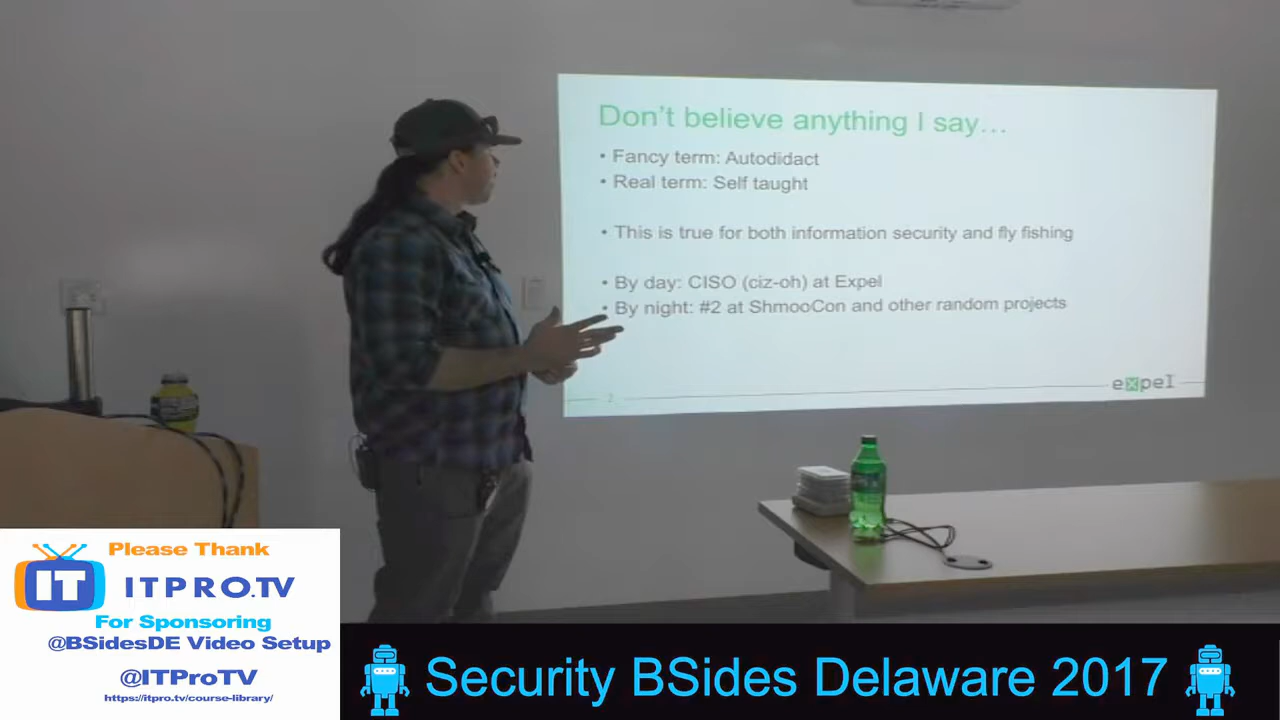 Don't believe anything I say...
• Fancy term: Autodidact
• Real term: Self taught
• This is true for both information security and fly fishing
• By day: CISO (ciz-oh) at Expel
• By night: #2 at ShmooCon and other random projects
expel
Please Thank
IT ITPRO.TV
For Sponsoring
@BSidesDE Video Setup
@ITProTV
https://itpro.tv/course-library/
Security BSides Delaware 2017